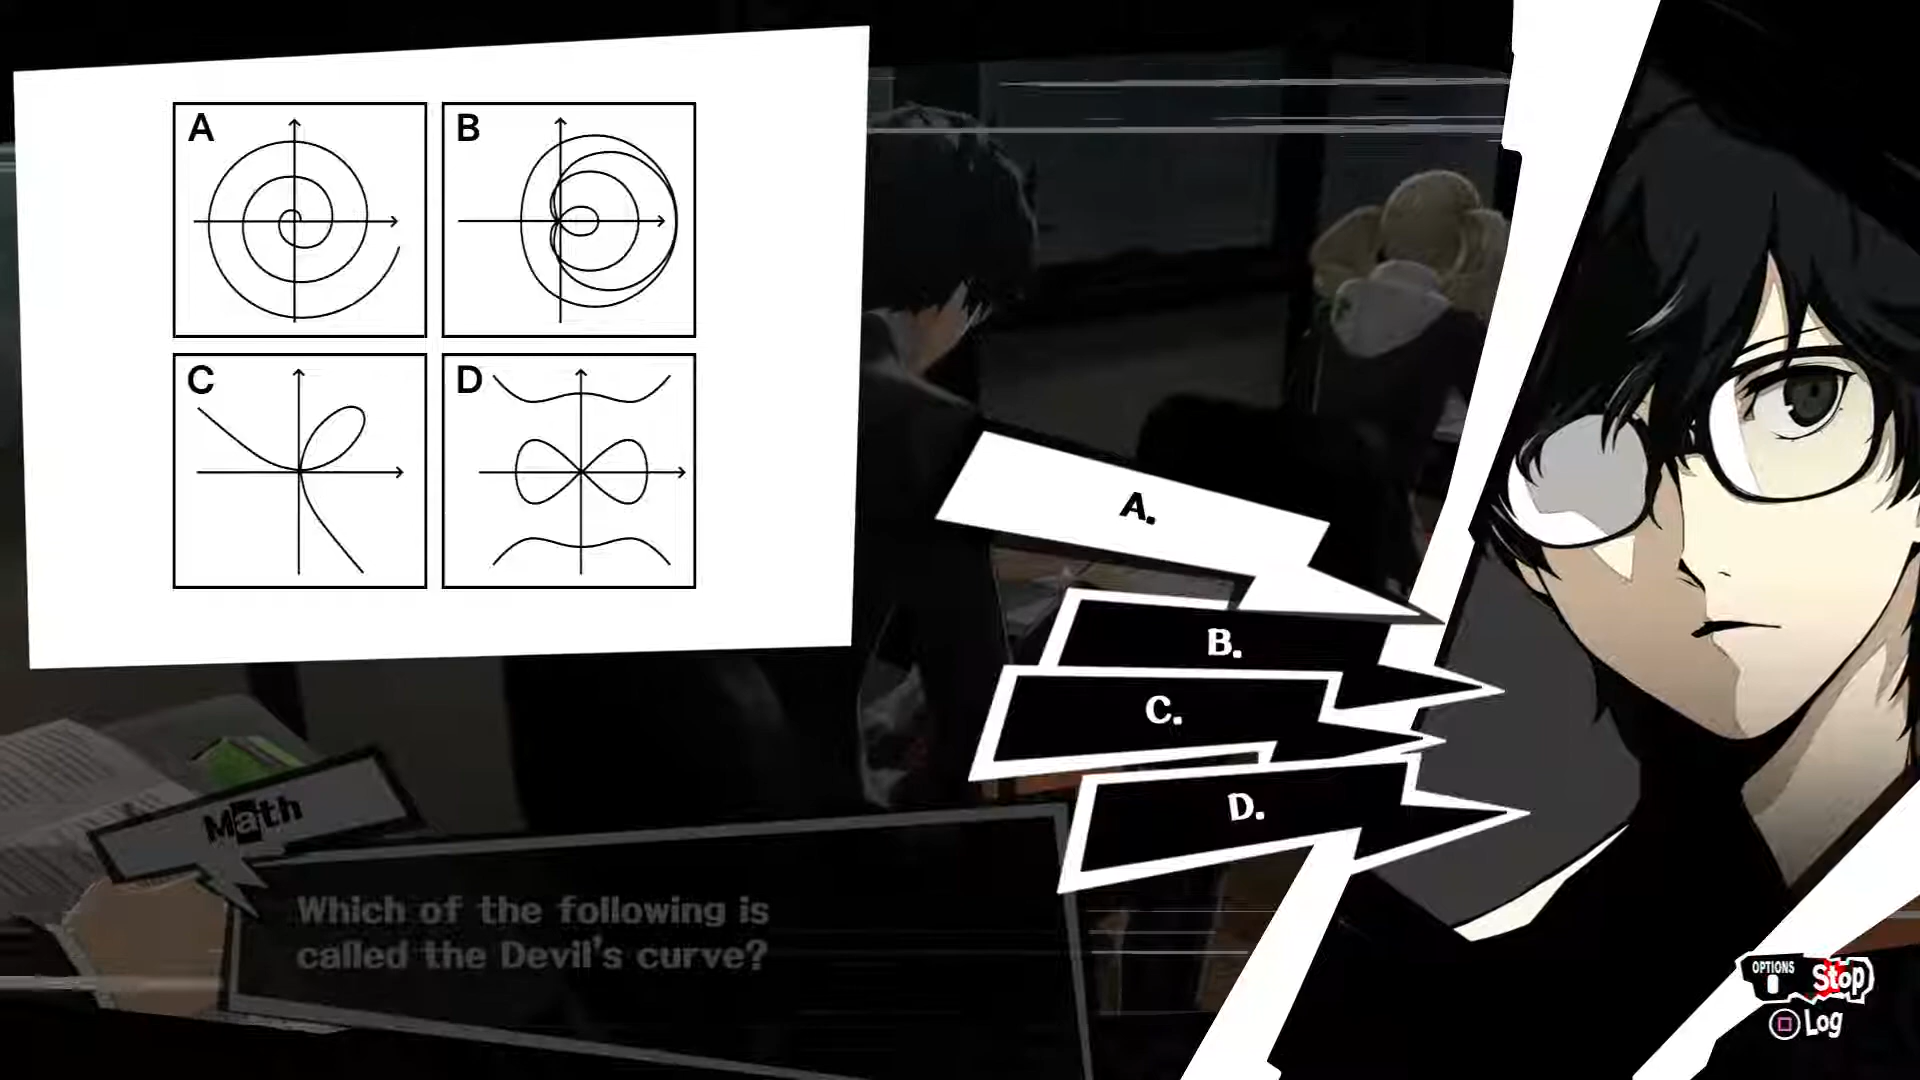 A
B
C
D
A.
B.
C.
D.
Math
Which of the following is
called the Devil's curve?
OPTIONS
Stop
Log